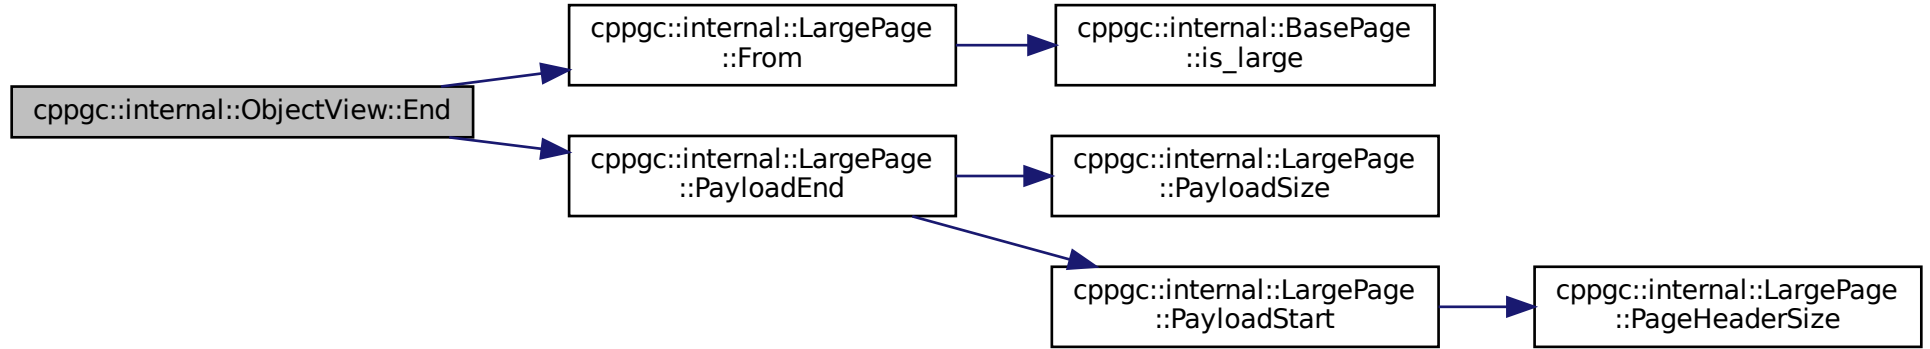 cppgc::internal::ObjectView::End
cppgc::internal::LargePage
::From
cppgc::internal::BasePage
::is_large
cppgc::internal::LargePage
::PayloadEnd
cppgc::internal::LargePage
::PayloadSize
cppgc::internal::LargePage
::PayloadStart
cppgc::internal::LargePage
::PageHeaderSize